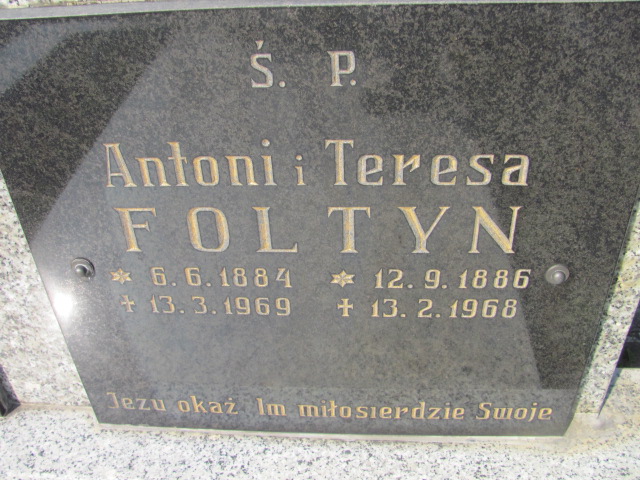 Ś. P.
Antoni i Teresa
FOLTYN
* 6.6.1884 * 12.9.1886
✝ 13.3.1969 ✝ 13.2.1968
Jezu okaż Im miłosierdzie Swoje